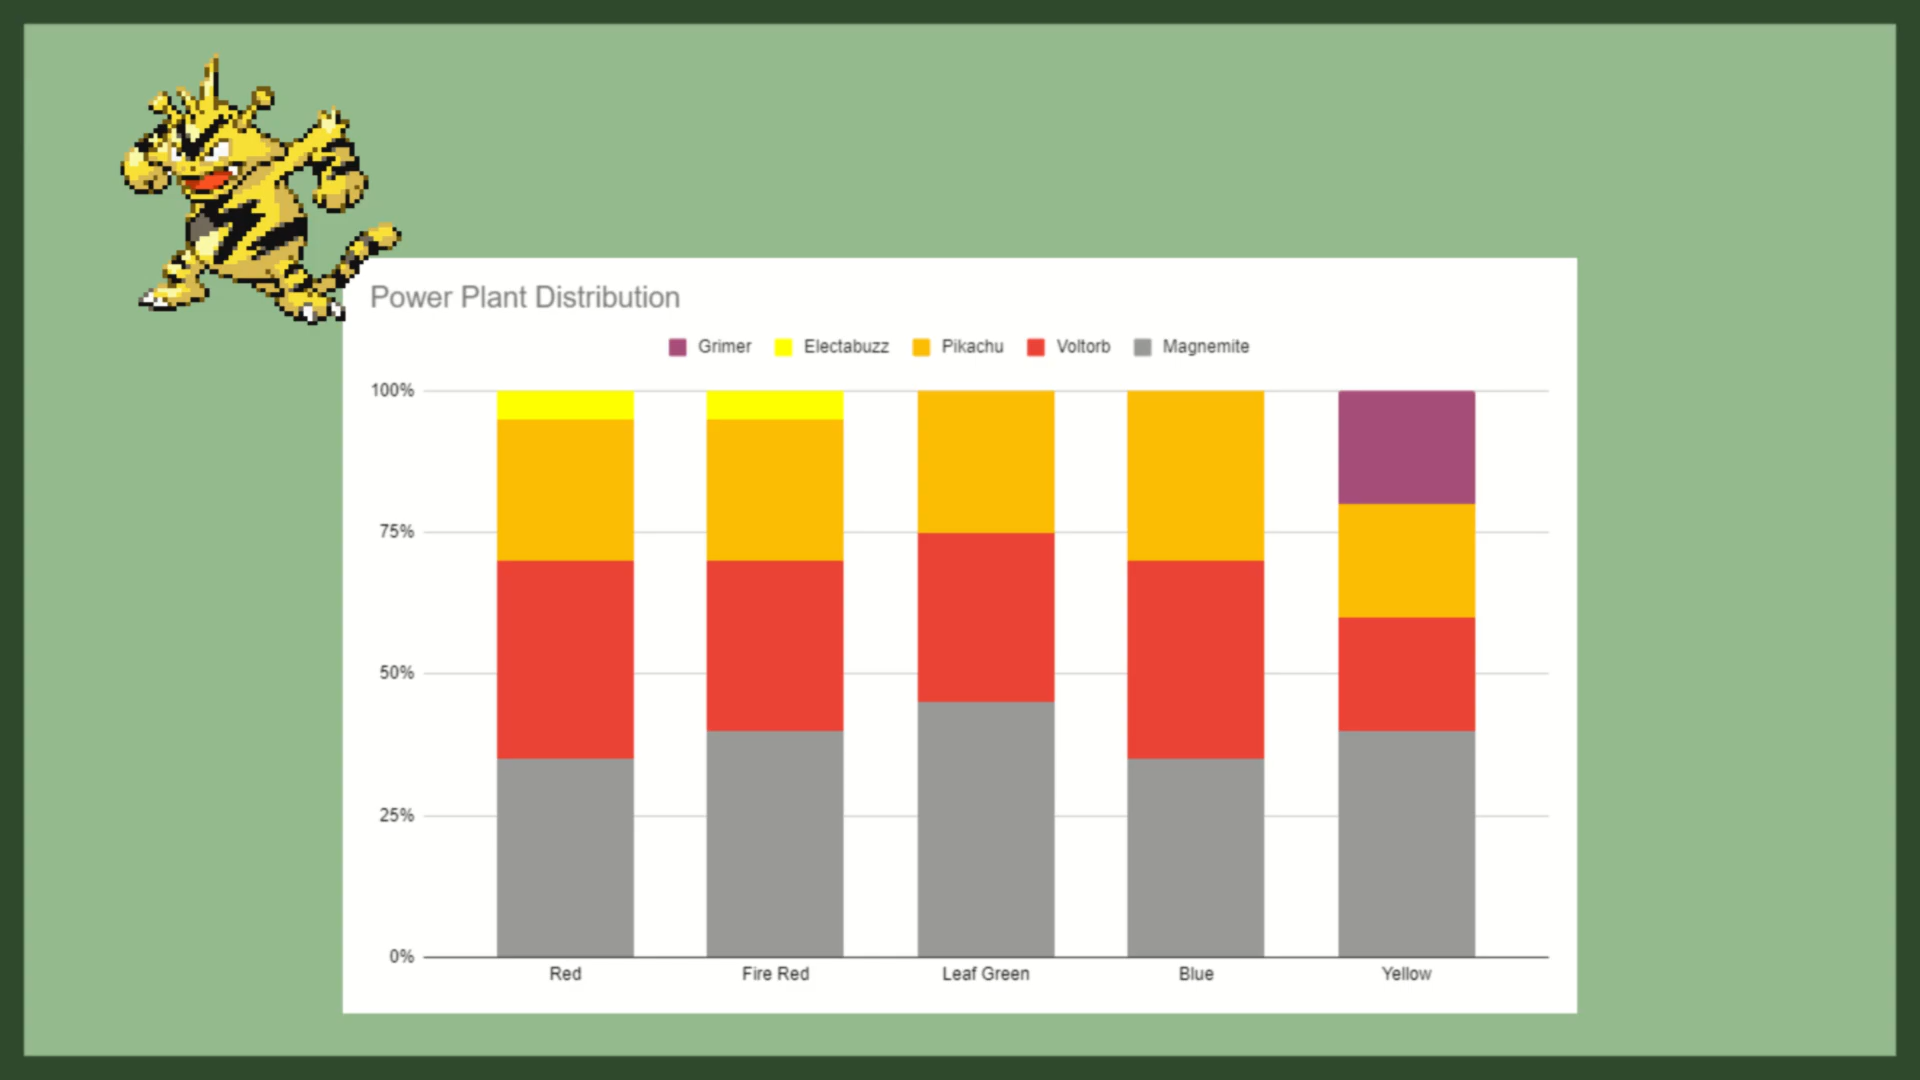 Power Plant Distribution
Grimer Electabuzz Pikachu Voltorb Magnemite
100%
75%
50%
25%
0%
Red Fire Red Leaf Green Blue Yellow